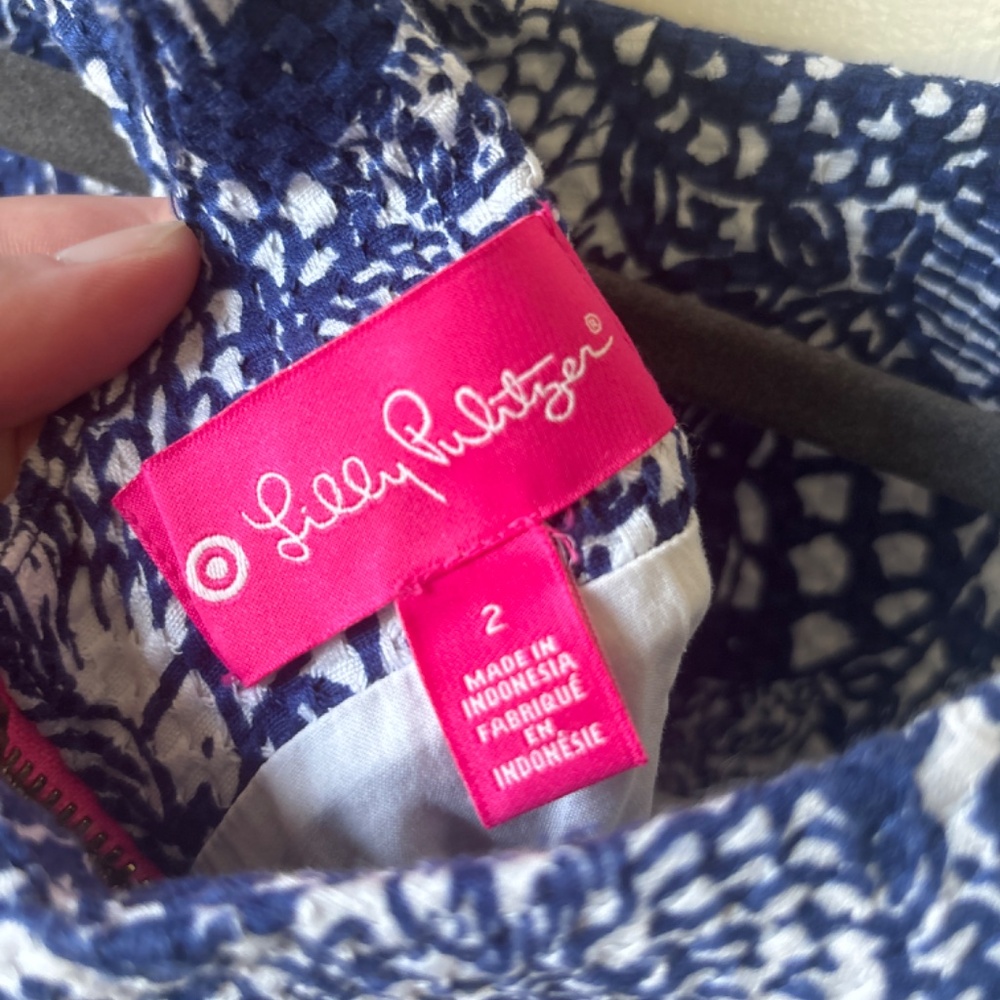 Lilly Pulitzer®
2
MADE IN
INDONESIA
FABRIQUÉ
EN
INDONÉSIE